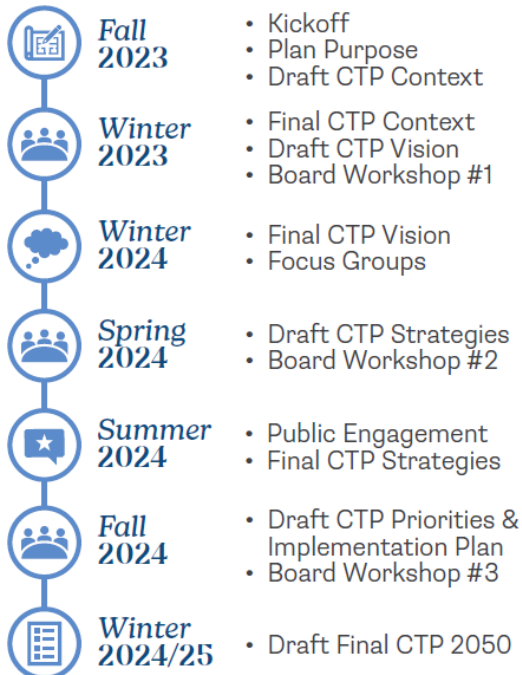 Fall
2023
• Kickoff
• Plan Purpose
• Draft CTP Context
Winter
2023
• Final CTP Context
• Draft CTP Vision
• Board Workshop #1
Winter
2024
• Final CTP Vision
• Focus Groups
Spring
2024
• Draft CTP Strategies
• Board Workshop #2
Summer
2024
• Public Engagement
• Final CTP Strategies
Fall
2024
• Draft CTP Priorities &
Implementation Plan
• Board Workshop #3
Winter
2024/25
• Draft Final CTP 2050